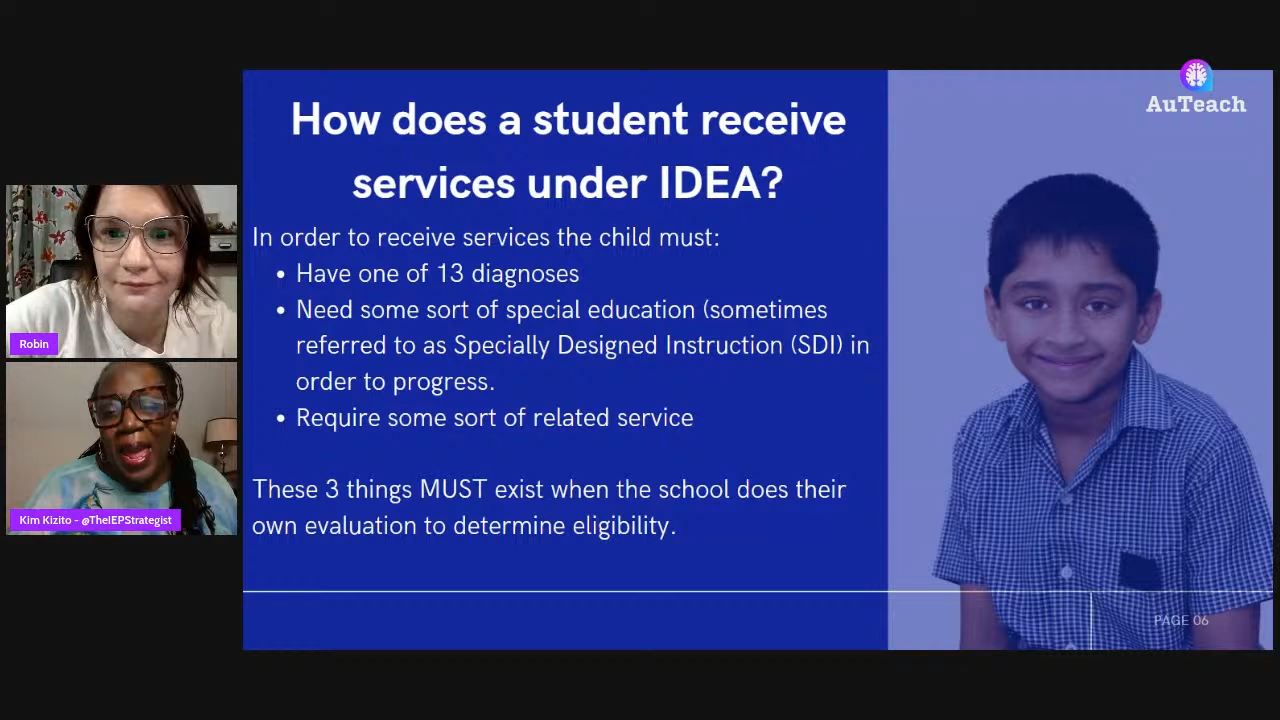 AuTeach
How does a student receive
services under IDEA?
In order to receive services the child must:
• Have one of 13 diagnoses
• Need some sort of special education (sometimes
referred to as Specially Designed Instruction (SDI) in
order to progress.
• Require some sort of related service
These 3 things MUST exist when the school does their
own evaluation to determine eligibility.
PAGE 06
Robin
Kim Kizito - @TheIEPStrategist